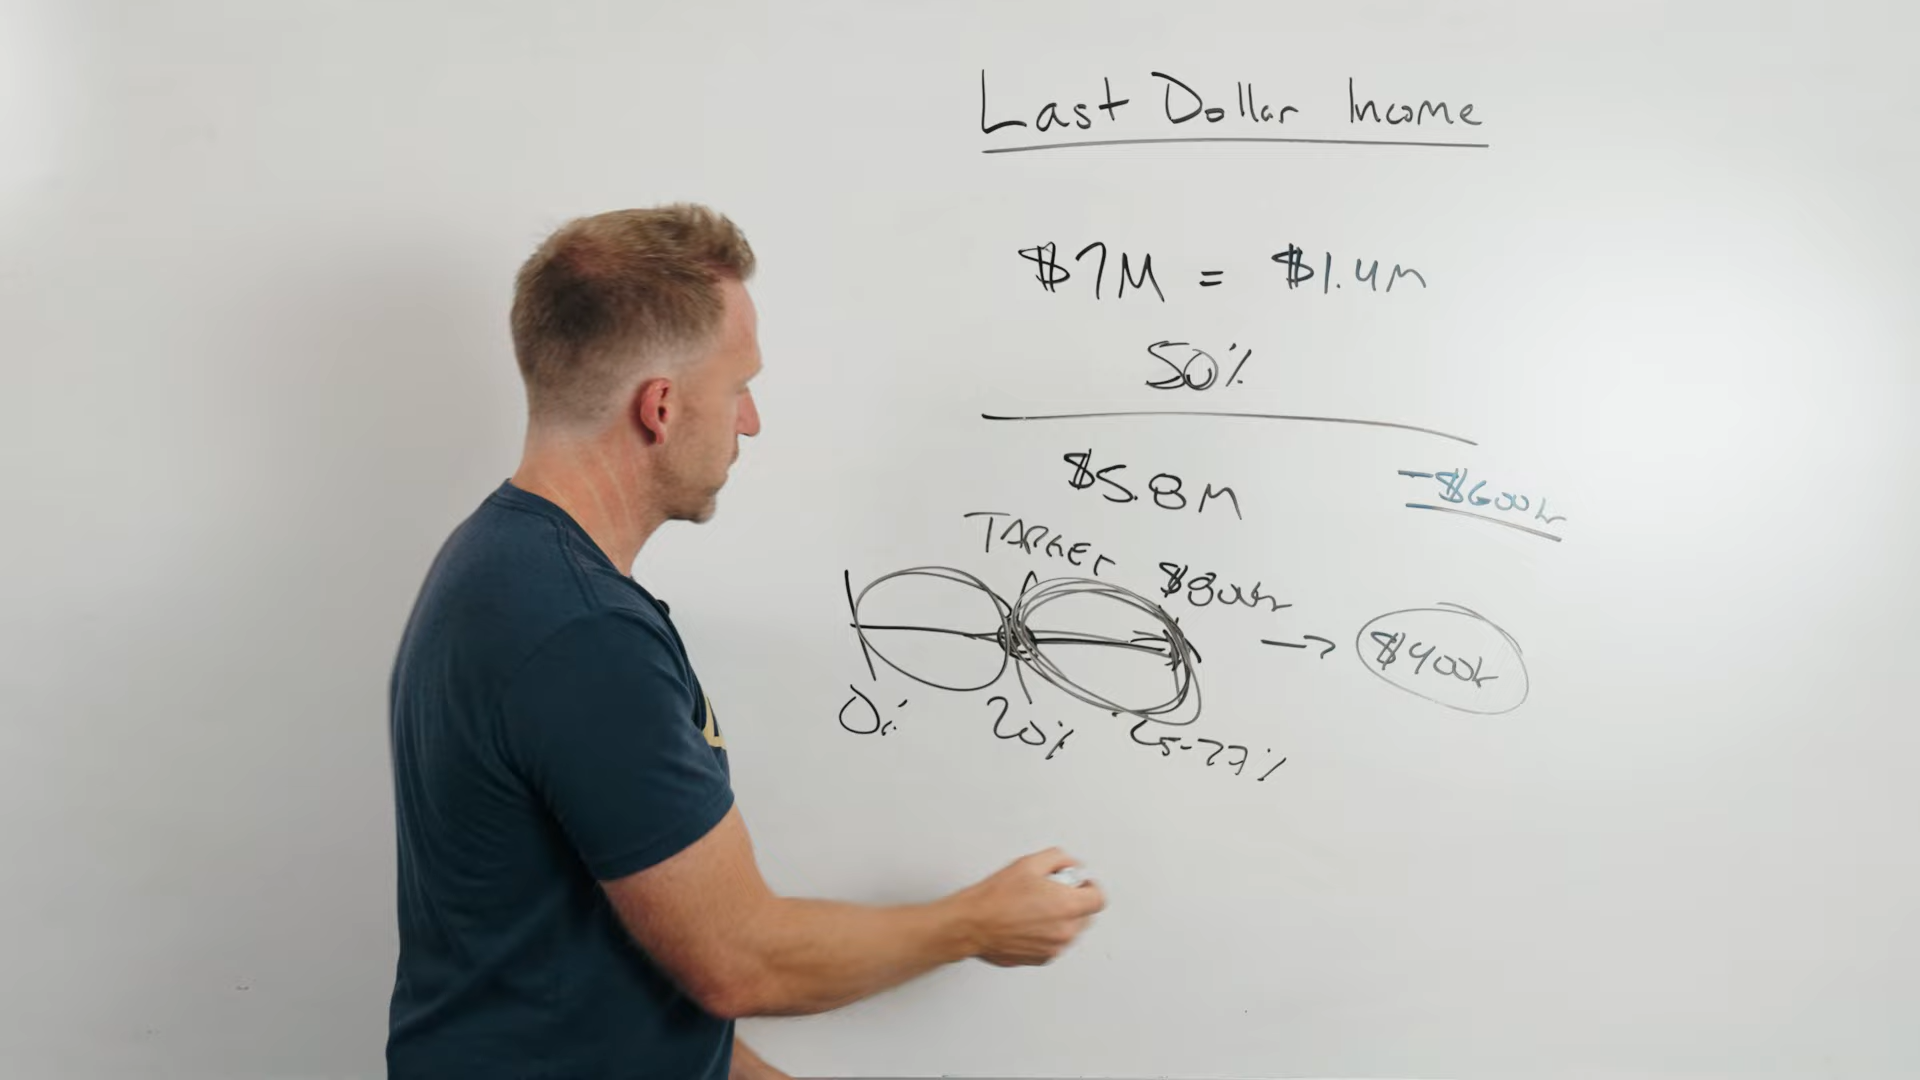 Last Dollar Income
$7M = $1.4M
50%
$5.8M
-$600k
TARGET
$800k
→ $400k
0%
20%
25-27%